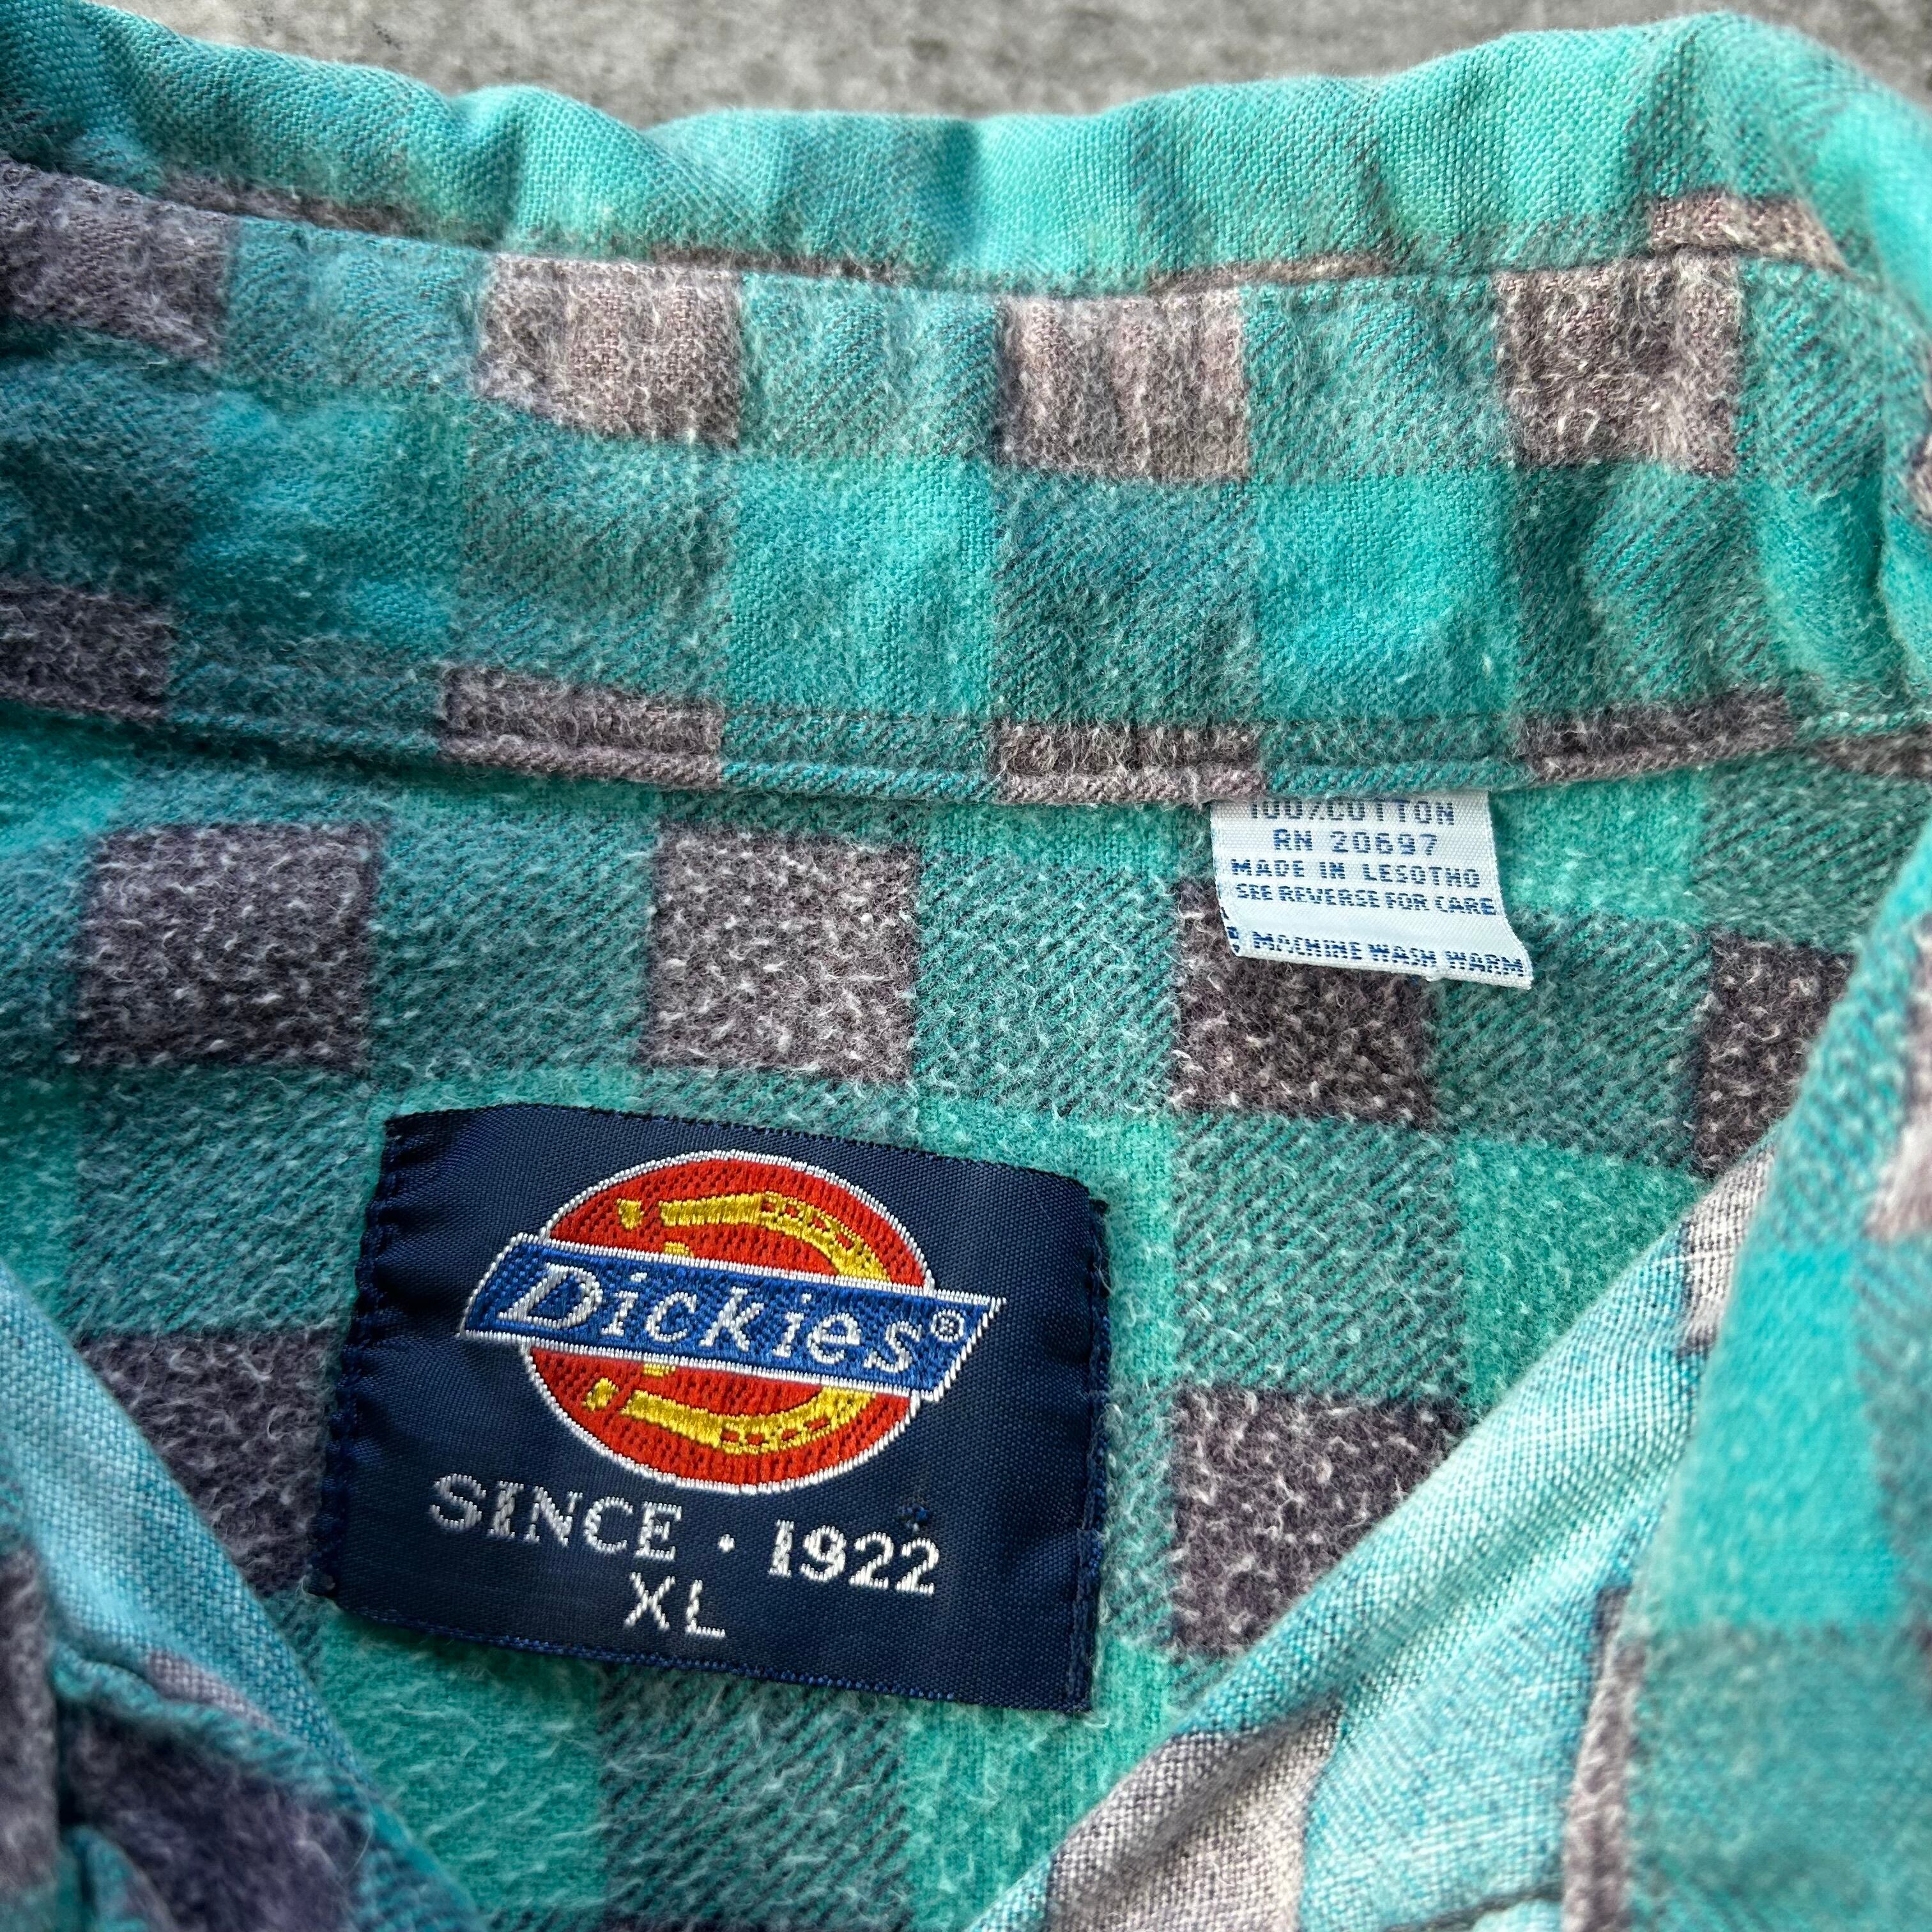 100% COTTON
RN 20697
MADE IN LESOTHO
SEE REVERSE FOR CARE
MACHINE WASH WARM
Dickies®
SINCE · 1922
XL